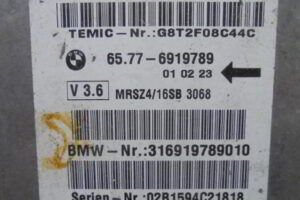 TEMIC-Nr.:G8T2F08C44C
65.77-6919789
01 02 23
V 3.6 MRSZ4/16SB 3068
BMW-Nr.:316919789010
Serien-Nr:02B1594C21818